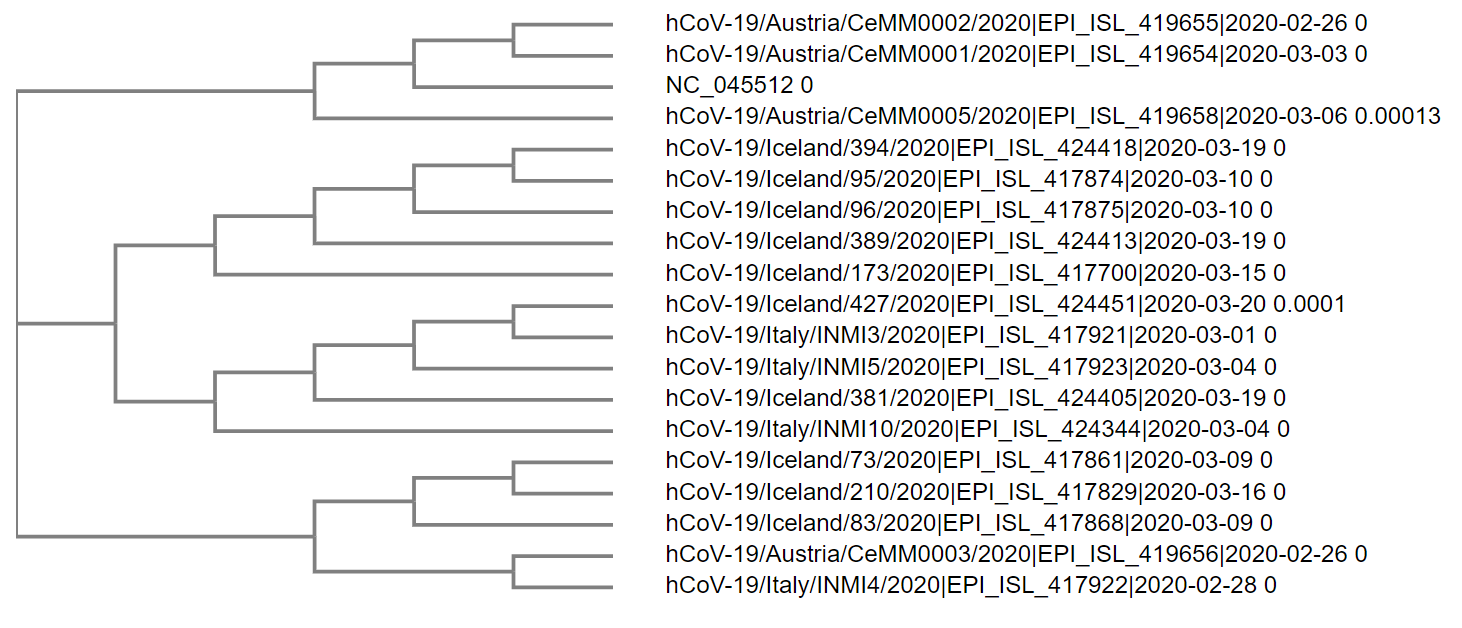 hCoV-19/Austria/CeMM0002/2020|EPI_ISL_419655|2020-02-26 0
hCoV-19/Austria/CeMM0001/2020|EPI_ISL_419654|2020-03-03 0
NC_045512 0
hCoV-19/Austria/CeMM0005/2020|EPI_ISL_419658|2020-03-06 0.00013
hCoV-19/Iceland/394/2020|EPI_ISL_424418|2020-03-19 0
hCoV-19/Iceland/95/2020|EPI_ISL_417874|2020-03-10 0
hCoV-19/Iceland/96/2020|EPI_ISL_417875|2020-03-10 0
hCoV-19/Iceland/389/2020|EPI_ISL_424413|2020-03-19 0
hCoV-19/Iceland/173/2020|EPI_ISL_417700|2020-03-15 0
hCoV-19/Iceland/427/2020|EPI_ISL_424451|2020-03-20 0.0001
hCoV-19/Italy/INMI3/2020|EPI_ISL_417921|2020-03-01 0
hCoV-19/Italy/INMI5/2020|EPI_ISL_417923|2020-03-04 0
hCoV-19/Iceland/381/2020|EPI_ISL_424405|2020-03-19 0
hCoV-19/Italy/INMI10/2020|EPI_ISL_424344|2020-03-04 0
hCoV-19/Iceland/73/2020|EPI_ISL_417861|2020-03-09 0
hCoV-19/Iceland/210/2020|EPI_ISL_417829|2020-03-16 0
hCoV-19/Iceland/83/2020|EPI_ISL_417868|2020-03-09 0
hCoV-19/Austria/CeMM0003/2020|EPI_ISL_419656|2020-02-26 0
hCoV-19/Italy/INMI4/2020|EPI_ISL_417922|2020-02-28 0